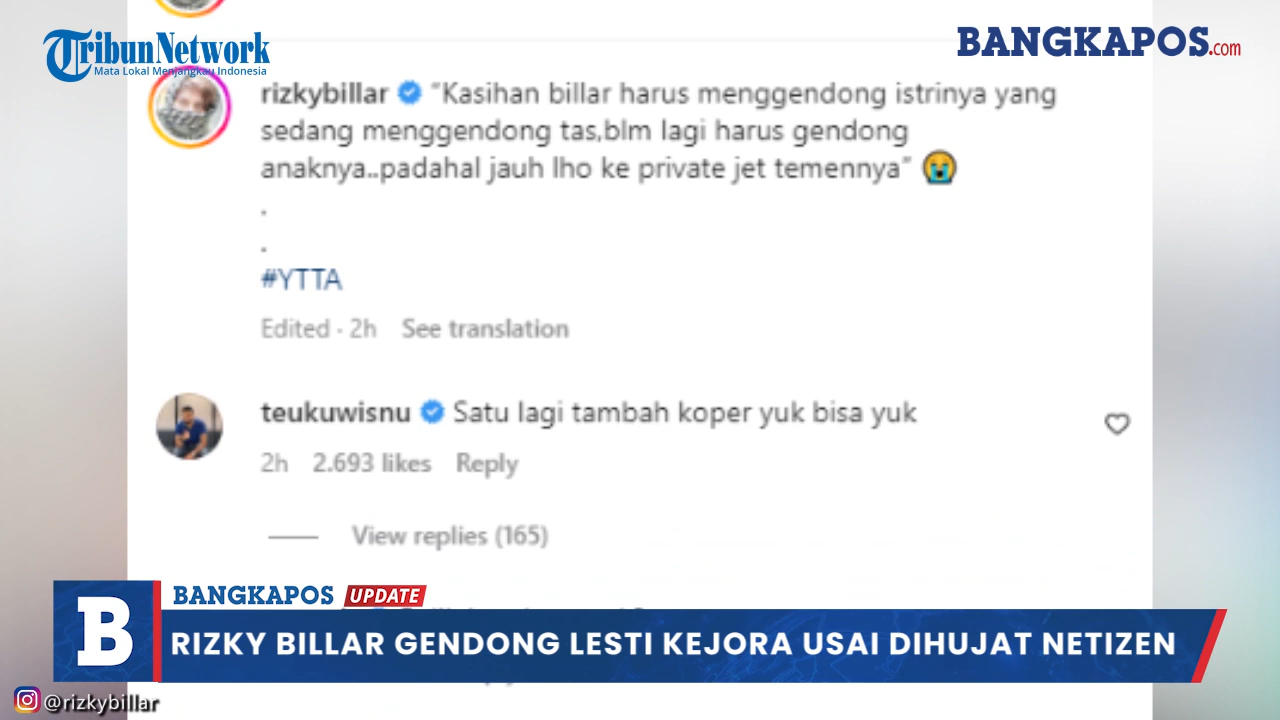 TribunNetwork
Mata Lokal Menjangkau Indonesia
BANGKAPOS.com
rizkybillar "Kasihan billar harus menggendong istrinya yang
sedang menggendong tas,blm lagi harus gendong
anaknya..padahal jauh lho ke private jet temennya" 😭
.
.
#YTTA
Edited · 2h See translation
teukuwisnu Satu lagi tambah koper yuk bisa yuk
2h 2.693 likes Reply
View replies (165)
B
BANGKAPOS UPDATE
RIZKY BILLAR GENDONG LESTI KEJORA USAI DIHUJAT NETIZEN
@rizkybillar